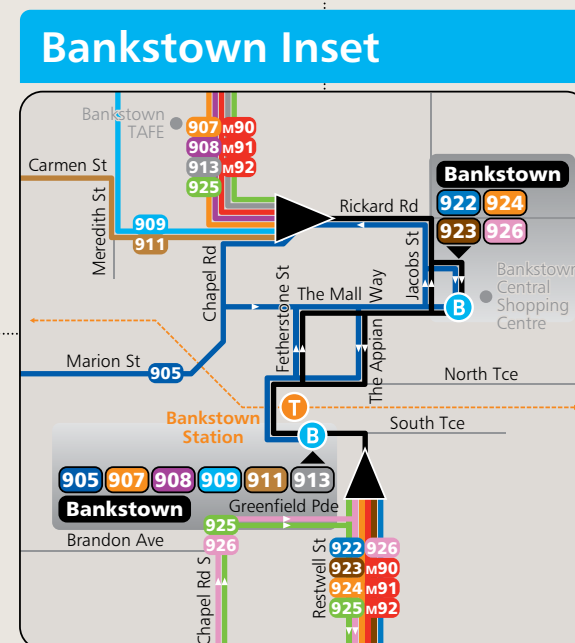 Bankstown Inset
Bankstown
TAFE
907 M90
908 M91
913 M92
925
Carmen St
Meredith St
909
911
Chapel Rd
Rickard Rd
Bankstown
922 924
923 926
Jacobs St
B
Bankstown
Central
Shopping
Centre
The Mall
Fetherstone St
The Appian Way
Marion St
905
North Tce
T
Bankstown
Station
B
South Tce
905 907 908 909 911 913
Bankstown
Greenfield Pde
925
926
Brandon Ave
Chapel Rd S
Restwell St
922 926
923 M90
924 M91
925 M92